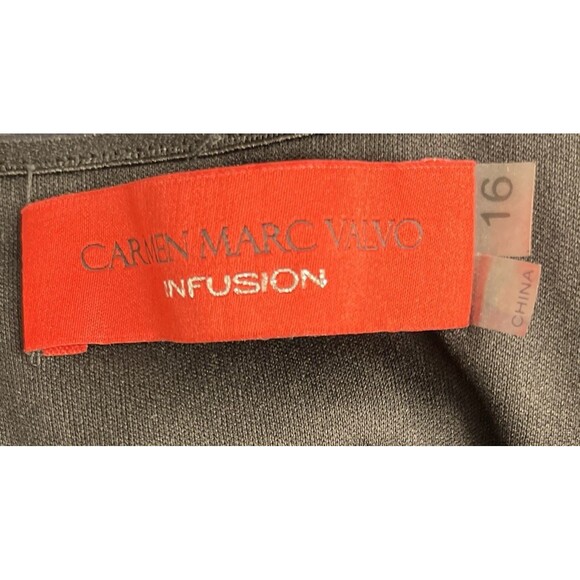 CARMEN MARC VALVO
INFUSION
16
CHINA